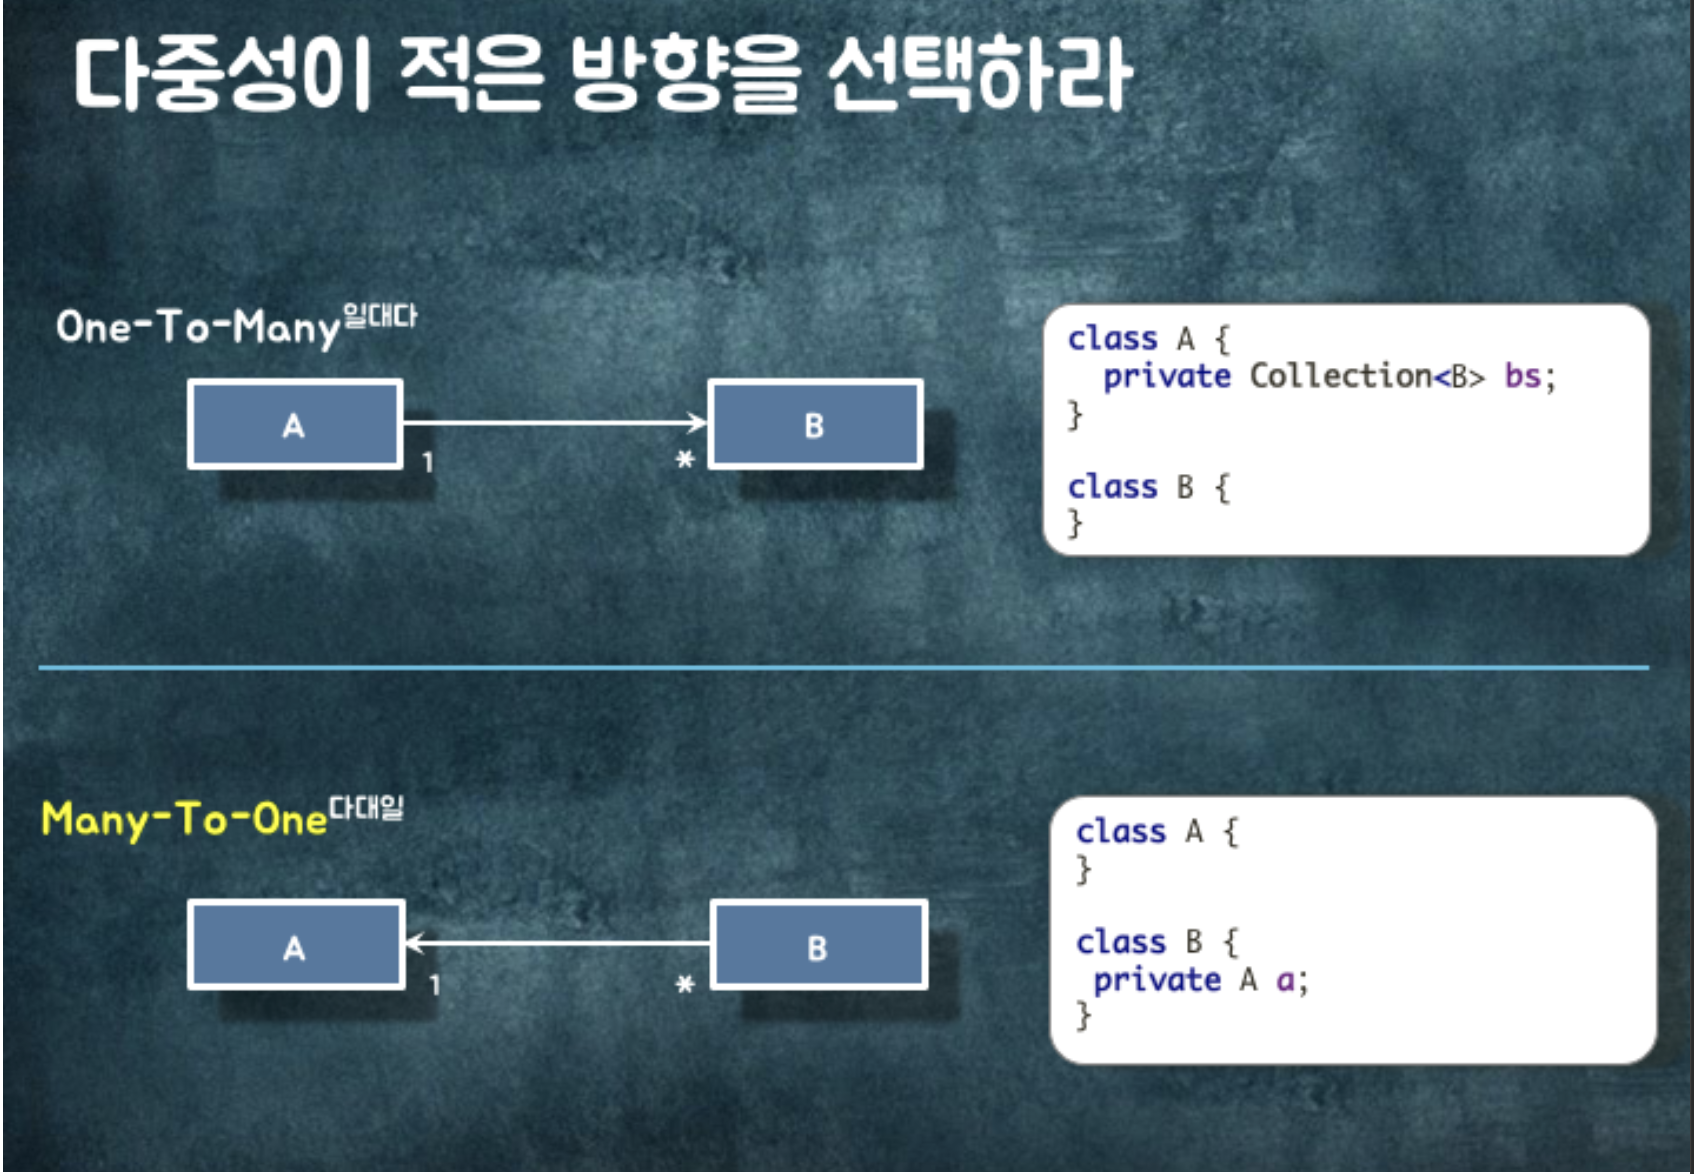 다중성이 적은 방향을 선택하라
One-To-Many일대다
A
B
1
*
class A {
  private Collection<B> bs;
}

class B {
}
Many-To-One다대일
A
B
1
*
class A {
}

class B {
 private A a;
}